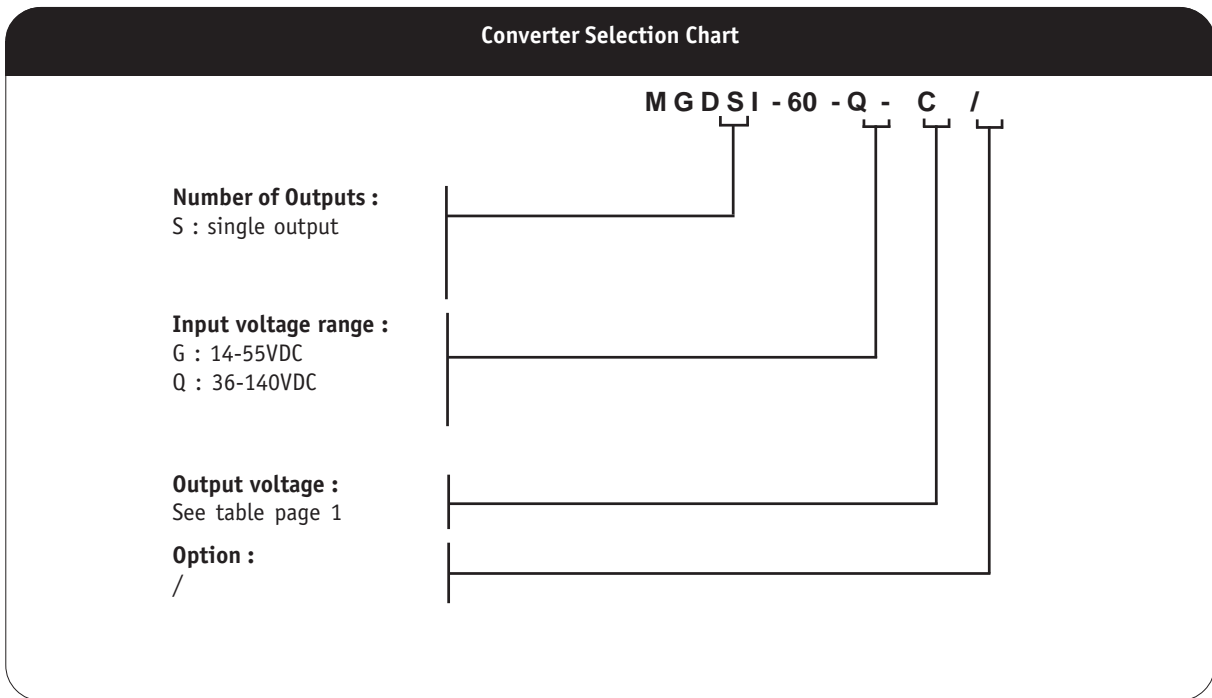 Converter Selection Chart
M G D S I - 60 - Q - C /
Number of Outputs :
S : single output
Input voltage range :
G : 14-55VDC
Q : 36-140VDC
Output voltage :
See table page 1
Option :
/